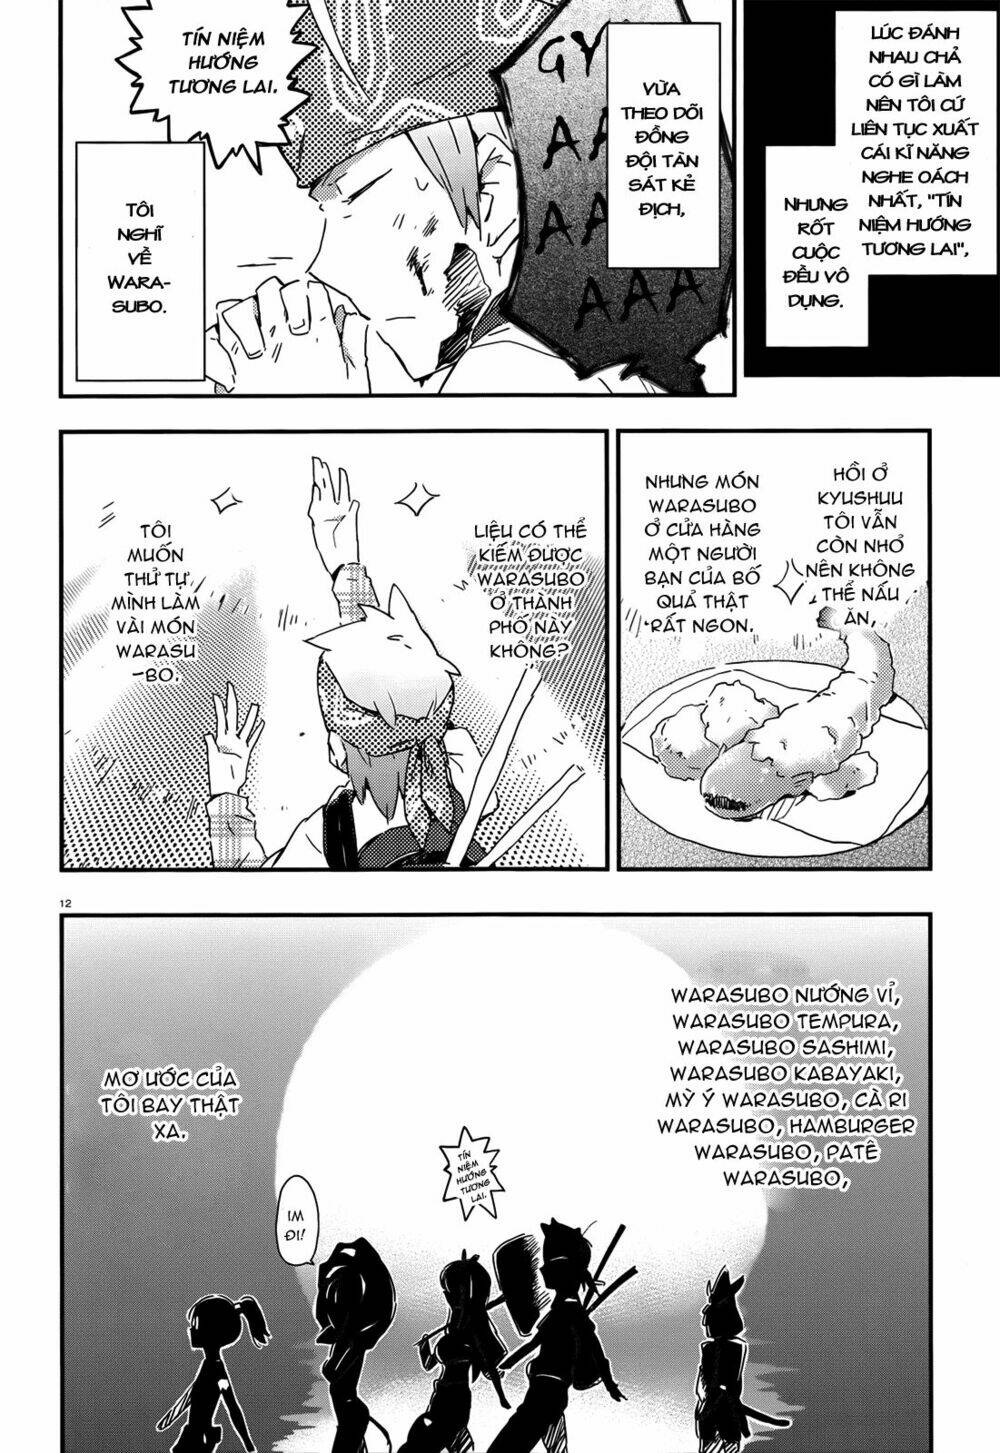 LÚC ĐÁNH
NHAU CHẢ
CÓ GÌ LÀM
NÊN TÔI CỨ
LIÊN TỤC XUẤT
CÁI KĨ NĂNG
NGHE OÁCH
NHẤT, "TÍN
NIỆM HƯỚNG
TƯƠNG LAI",
NHƯNG
RỐT
CUỘC
ĐỀU VÔ
DỤNG.
VỪA
THEO DÕI
ĐỒNG
ĐỘI TÀN
SÁT KẺ
ĐỊCH,
GY
AA
AA
AAA
TÍN NIỆM
HƯỚNG
TƯƠNG LAI.
TÔI
NGHĨ
VỀ
WARA-
SUBO.
HỒI Ở
KYUSHUU
TÔI VẪN
CÒN NHỎ
NÊN KHÔNG
THỂ NẤU
ĂN,
NHƯNG MÓN
WARASUBO
Ở CỬA HÀNG
MỘT NGƯỜI
BẠN CỦA BỐ
QUẢ THẬT
RẤT NGON.
LIỆU CÓ THỂ
KIẾM ĐƯỢC
WARASUBO
Ở THÀNH
PHỐ NÀY
KHÔNG?
TÔI
MUỐN
THỬ TỰ
MÌNH LÀM
VÀI MÓN
WARASU
-BO.
12
WARASUBO NƯỚNG VỈ,
WARASUBO TEMPURA,
WARASUBO SASHIMI,
WARASUBO KABAYAKI,
MỲ Ý WARASUBO, CÀ RI
WARASUBO, HAMBURGER
WARASUBO, PATÊ
WARASUBO,
MƠ ƯỚC CỦA
TÔI BAY THẬT
XA.
TÍN
NIỆM
HƯỚNG
TƯƠNG
LAI.
IM
ĐI!